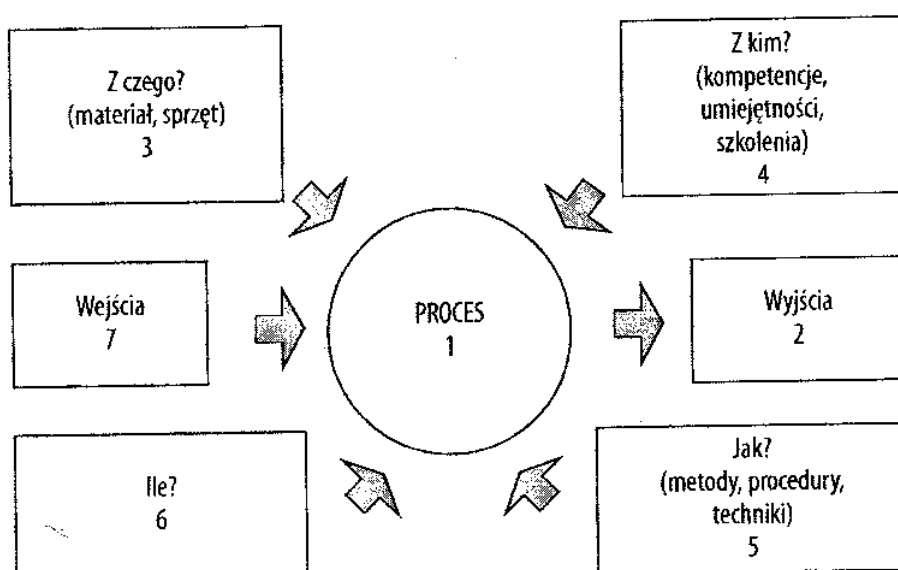 Z czego?
(materiał, sprzęt)
3
Z kim?
(kompetencje,
umiejętności,
szkolenia)
4
Wejścia
7
PROCES
1
Wyjścia
2
Ile?
6
Jak?
(metody, procedury,
techniki)
5